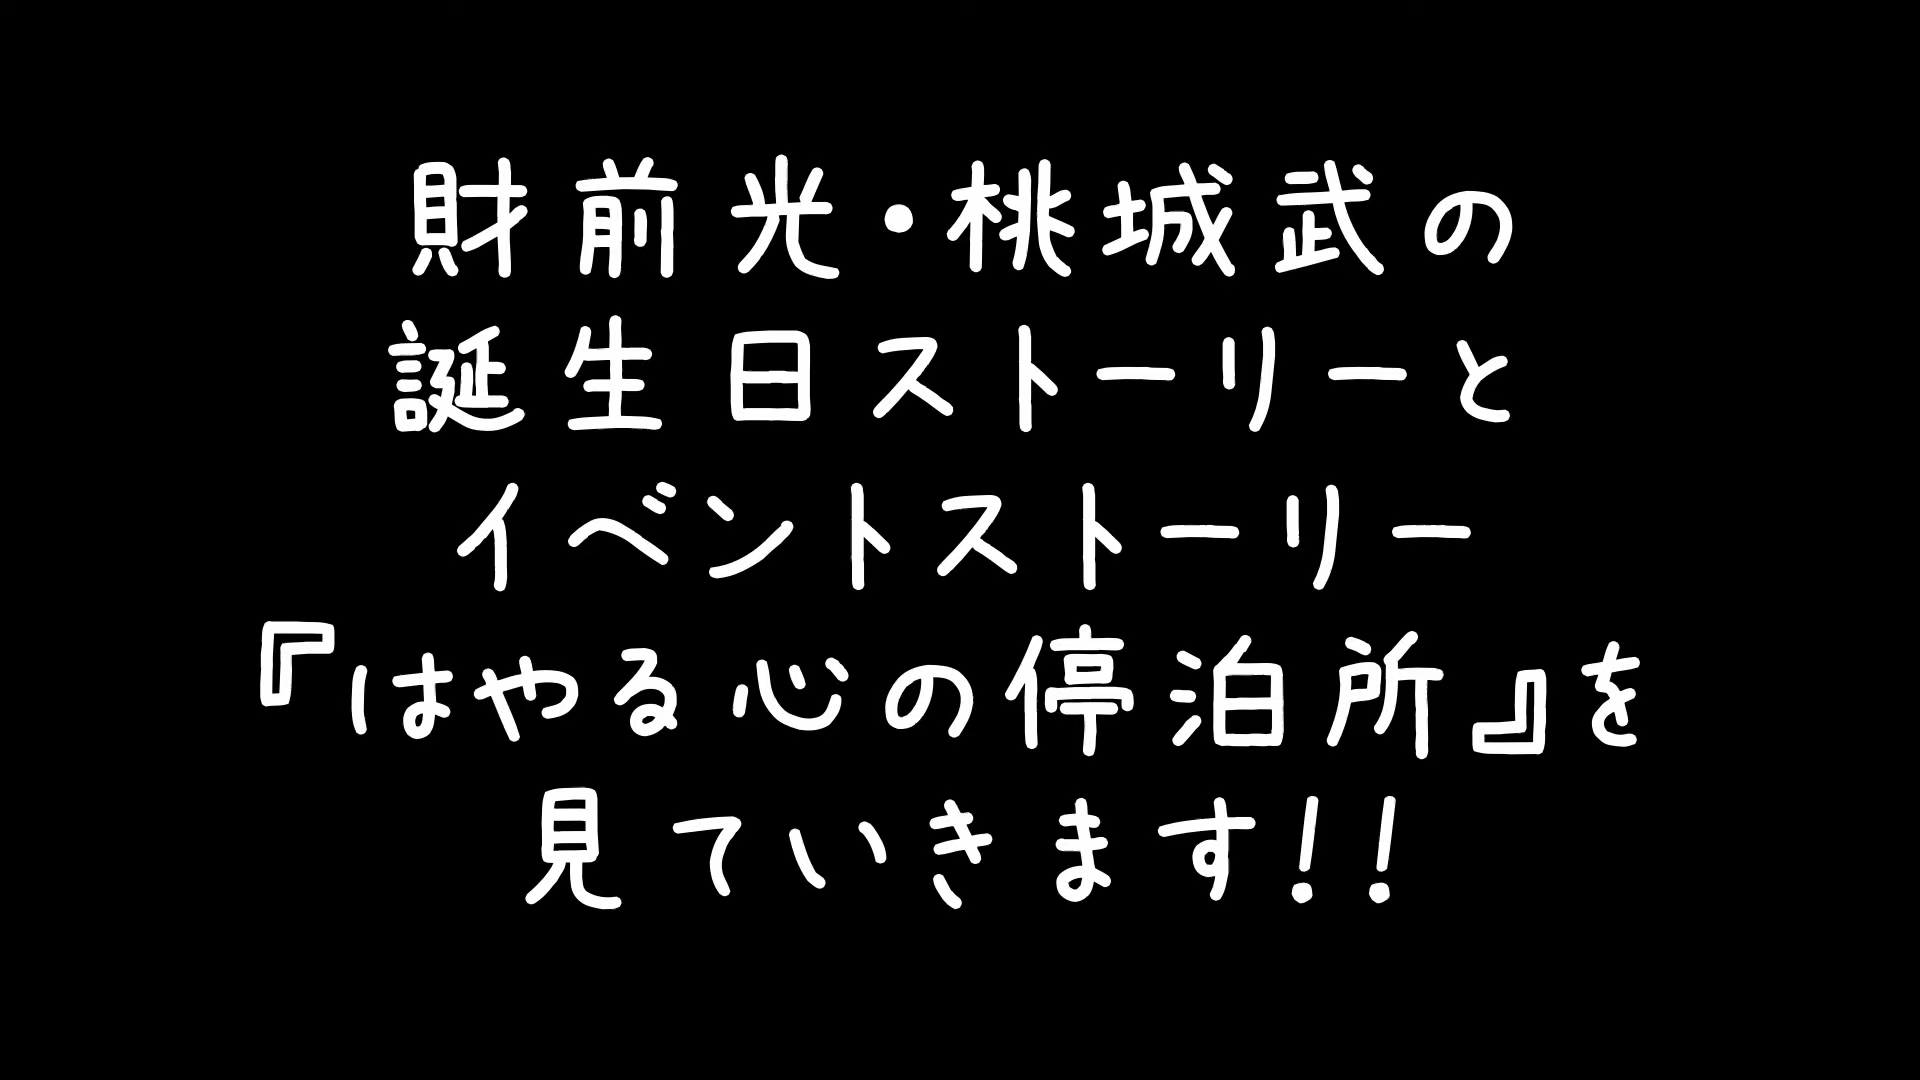 財前光・桃城武の
誕生日ストーリーと
イベントストーリー
『はやる心の停泊所』を
見ていきます!!